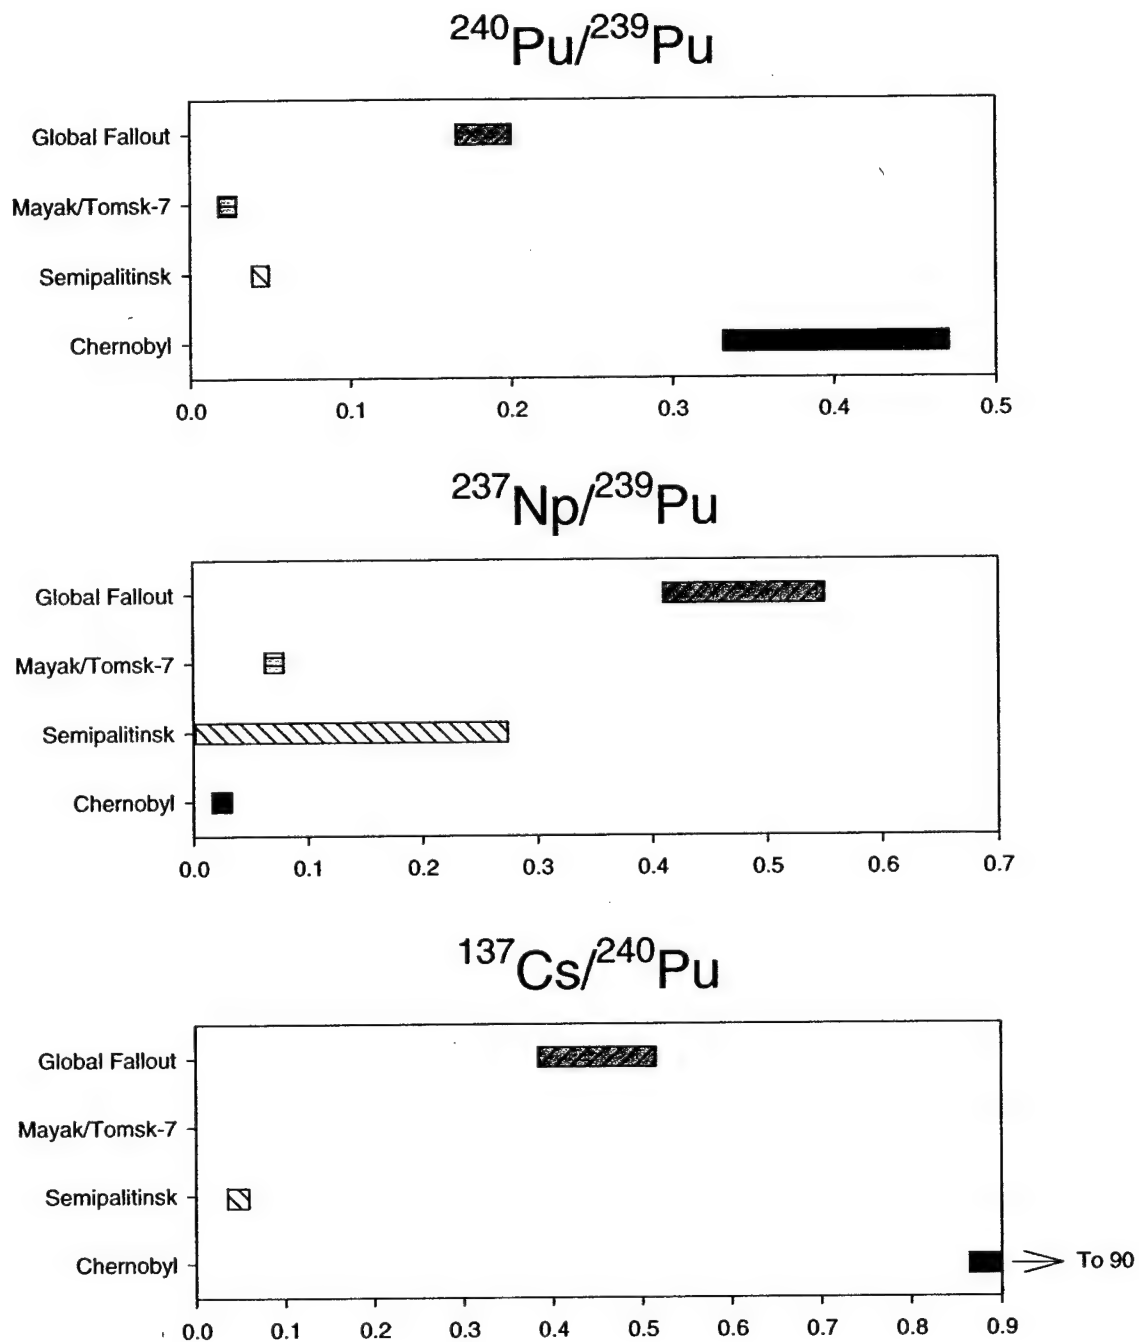 ²⁴⁰Pu/²³⁹Pu
Global Fallout
Mayak/Tomsk-7
Semipalitinsk
Chernobyl
0.0 0.1 0.2 0.3 0.4 0.5
²³⁷Np/²³⁹Pu
Global Fallout
Mayak/Tomsk-7
Semipalitinsk
Chernobyl
0.0 0.1 0.2 0.3 0.4 0.5 0.6 0.7
¹³⁷Cs/²⁴⁰Pu
Global Fallout
Mayak/Tomsk-7
Semipalitinsk
Chernobyl To 90
0.0 0.1 0.2 0.3 0.4 0.5 0.6 0.7 0.8 0.9